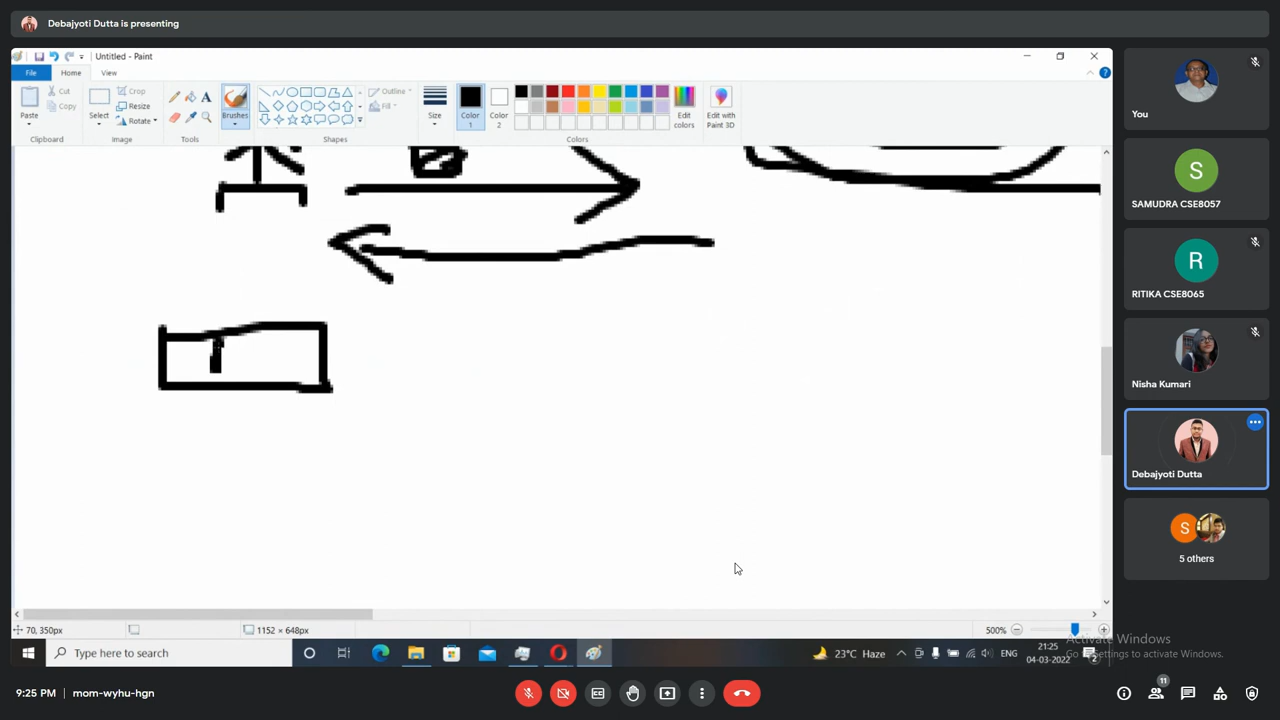 Debajyoti Dutta is presenting
Untitled - Paint
File Home View
Paste
Cut
Copy
Clipboard
Select
Crop
Resize
Rotate
Image
A
Tools
Brushes
Outline
Fill
Shapes
Size
Color
1
Color
2
Edit
colors
Colors
Edit with
Paint 3D
You
S
SAMUDRA CSE8057
R
RITIKA CSE8065
Nisha Kumari
Debajyoti Dutta
S
5 others
70, 350px
1152 × 648px
500%
Activate Windows
Go to Settings to activate Windows.
Type here to search
23°C Haze
ENG
21:25
04-03-2022
2
9:25 PM mom-wyhu-hgn
11